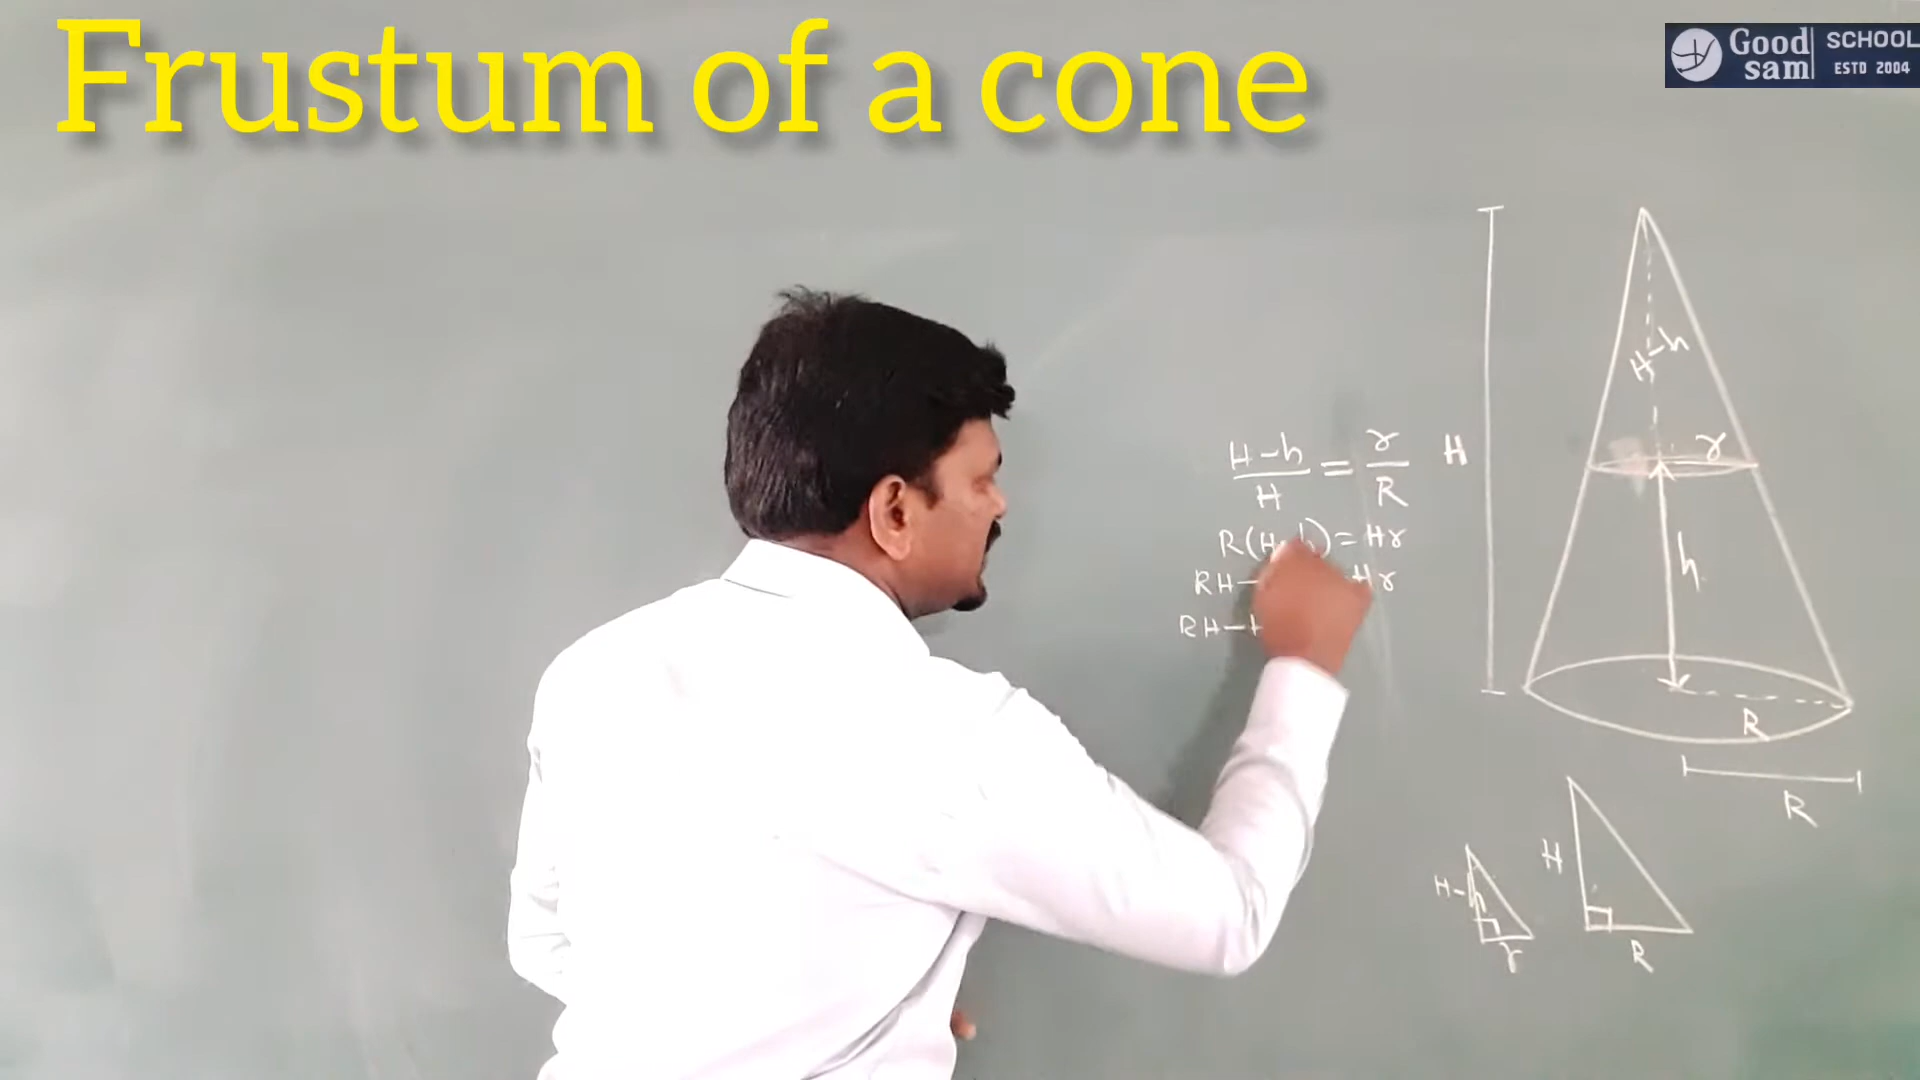 Frustum of a cone
Good sam
SCHOOL
ESTD 2004
H-h
H
H-h/H = r/R
R(H-h)=Hr
RH- Hr
RH-H
r
h
R
R
H-h
r
H
R